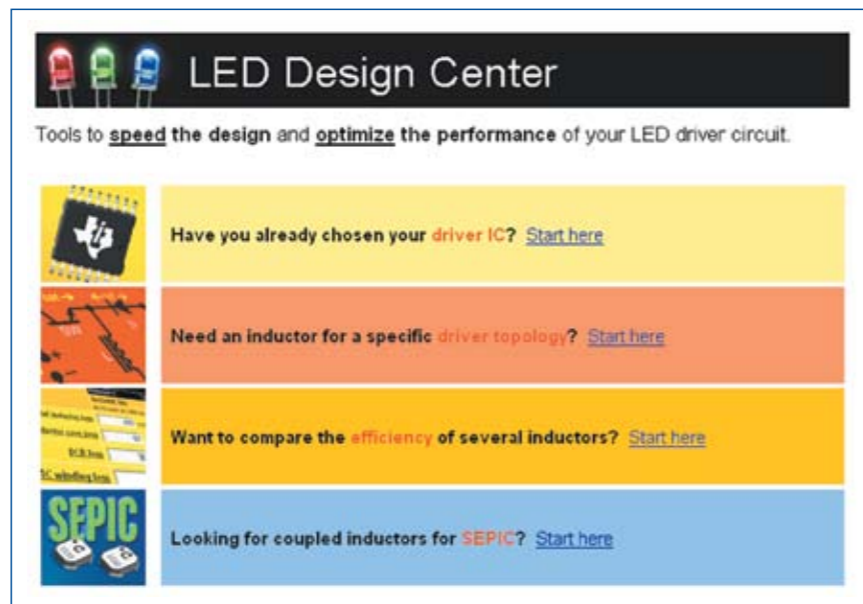 LED Design Center
Tools to speed the design and optimize the performance of your LED driver circuit.
Have you already chosen your driver IC? Start here
Need an inductor for a specific driver topology? Start here
Want to compare the efficiency of several inductors? Start here
DCR loss
SEPIC
Looking for coupled inductors for SEPIC? Start here